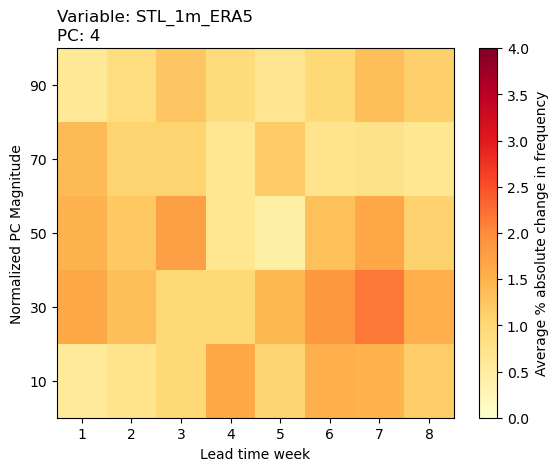 Variable: STL_1m_ERA5
PC: 4
Normalized PC Magnitude
90
70
50
30
10
1 2 3 4 5 6 7 8
Lead time week
4.0
3.5
3.0
2.5
2.0
1.5
1.0
0.5
0.0
Average % absolute change in frequency